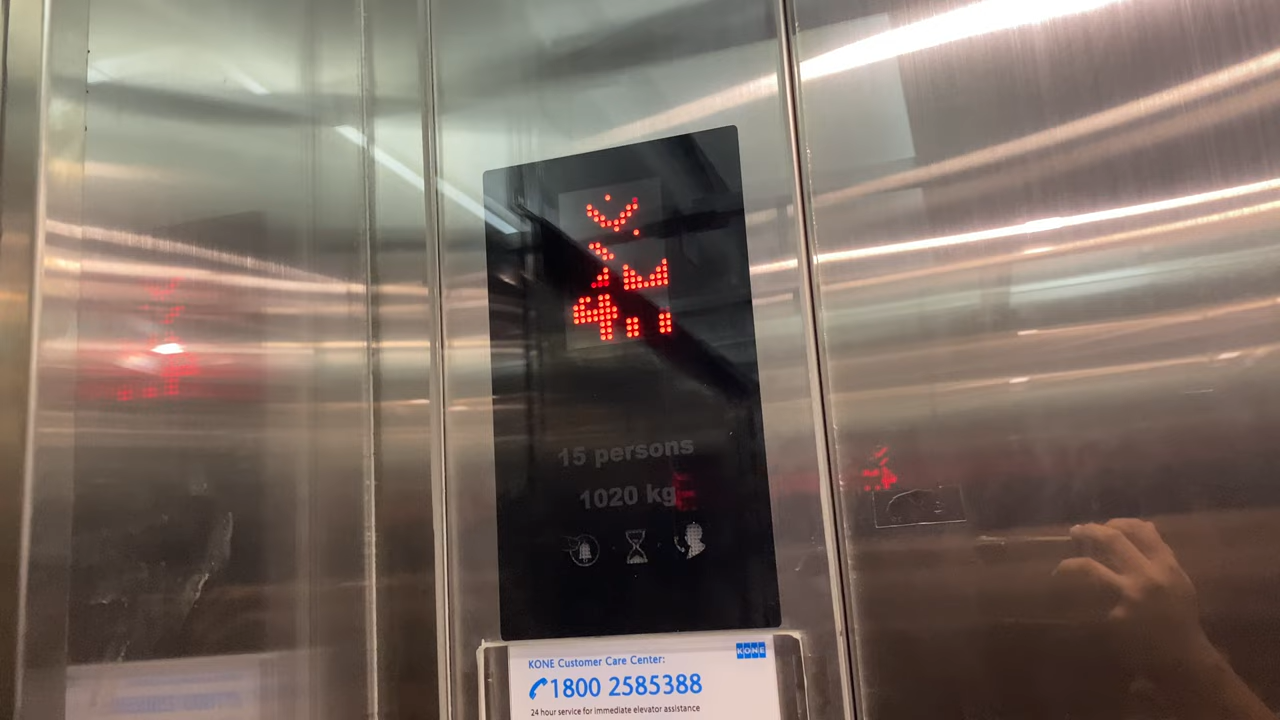 15 persons
1020 kg
KONE
KONE Customer Care Center:
1800 2585388
24 hour service for immediate elevator assistance